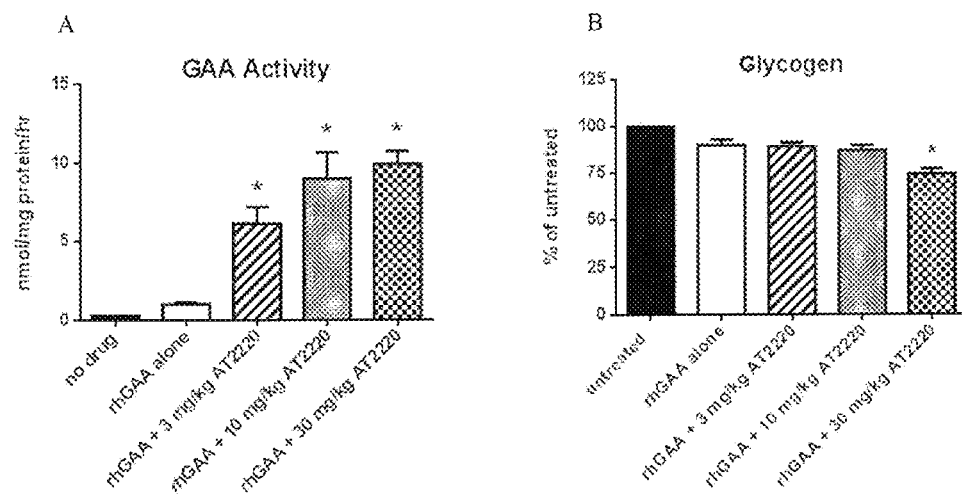 A
GAA Activity
nmol/mg protein/hr
15
10
5
0
*
*
*
no drug
rhGAA alone
rhGAA + 3 mg/kg AT2220
rhGAA + 10 mg/kg AT2220
rhGAA + 30 mg/kg AT2220
B
Glycogen
% of untreated
125
100
75
50
25
0
*
untreated
rhGAA alone
rhGAA + 3 mg/kg AT2220
rhGAA + 10 mg/kg AT2220
rhGAA + 30 mg/kg AT2220